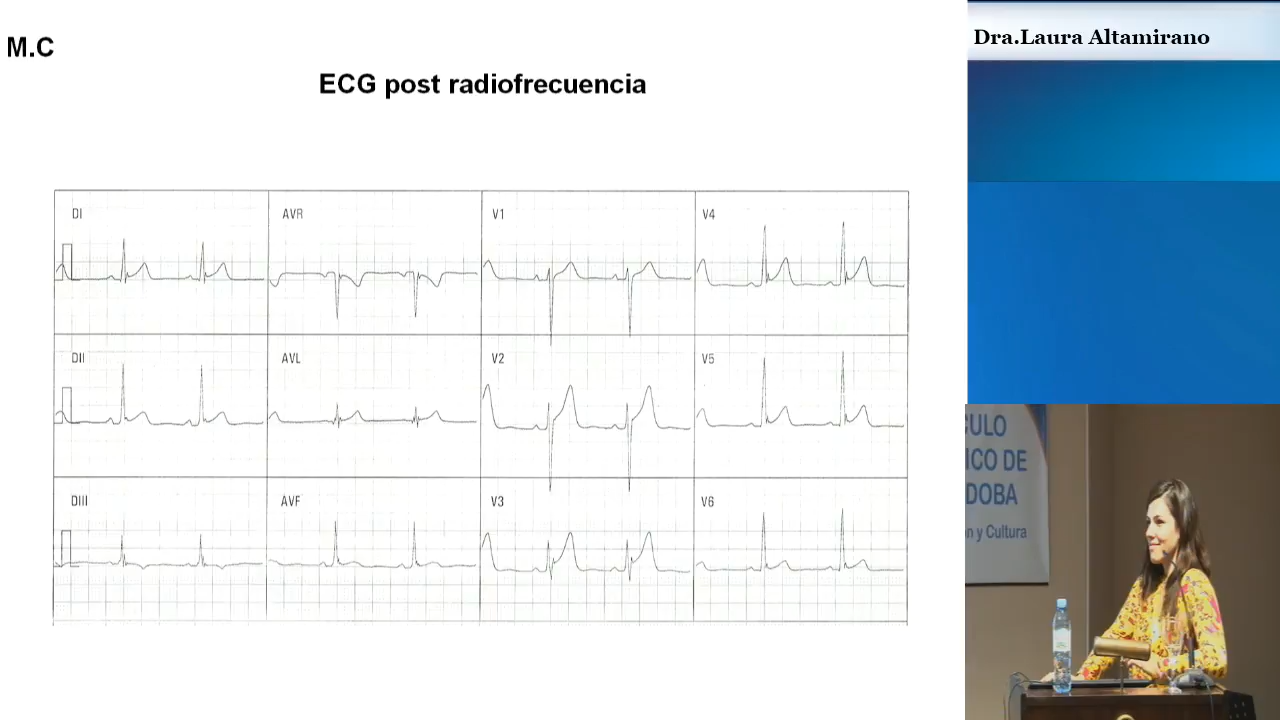 M.C
ECG post radiofrecuencia
Dra.Laura Altamirano
DI
AVR
V1
V4
DII
AVL
V2
V5
DIII
AVF
V3
V6
CULO
ICO DE
DOBA
n y Cultura